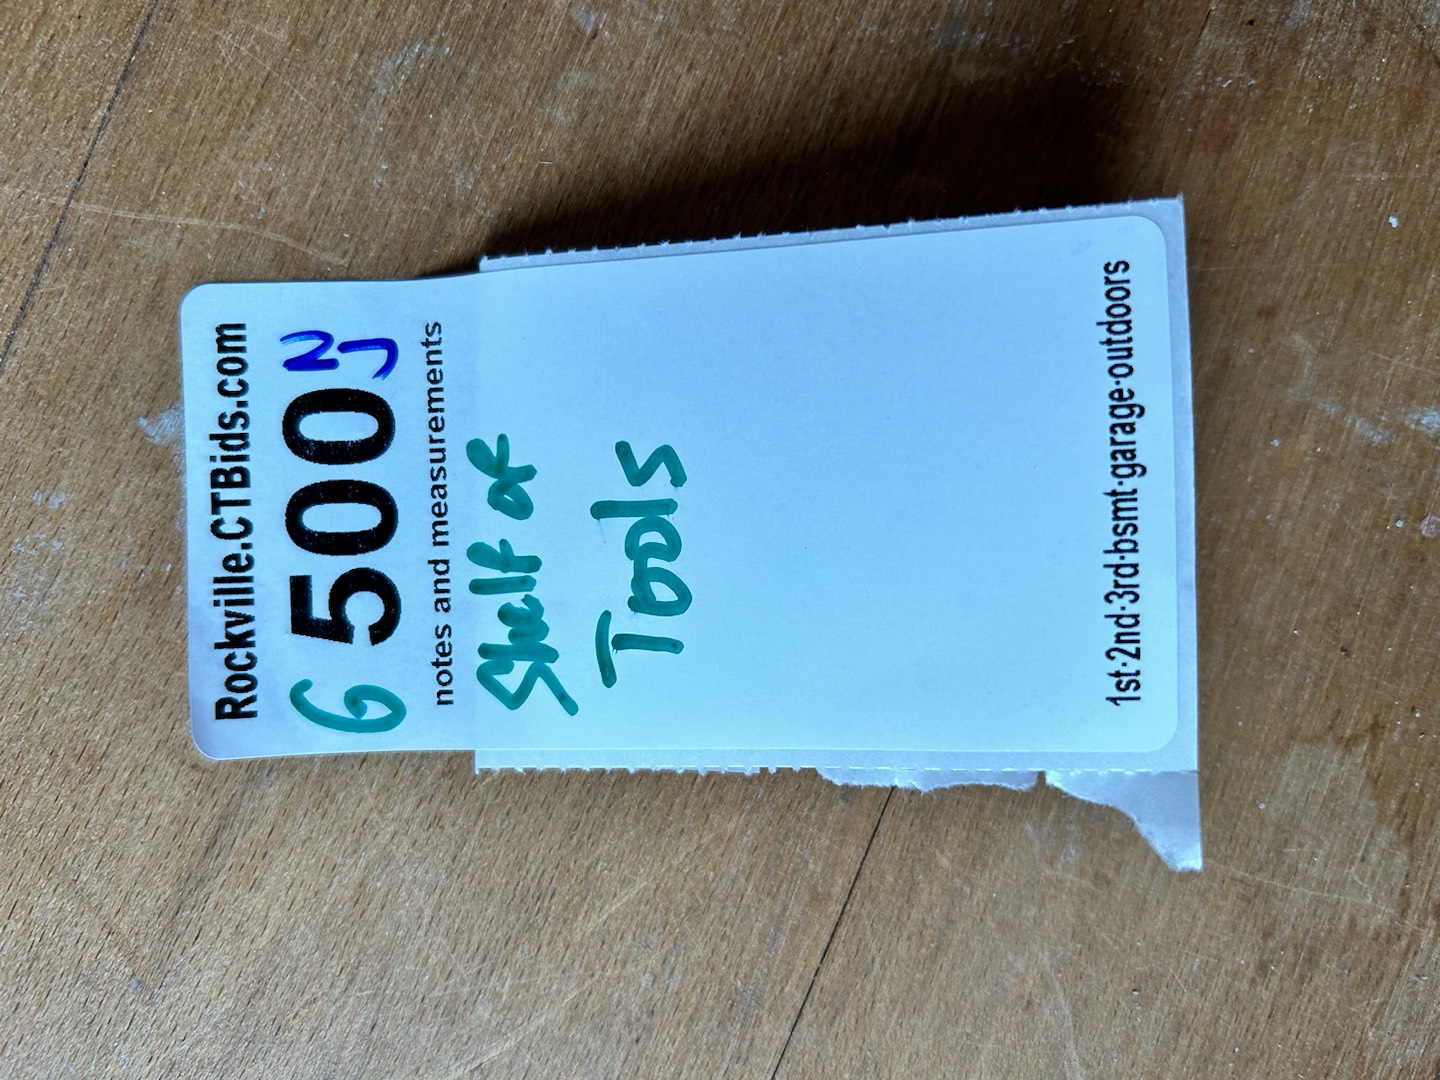 Rockville.CTBids.com
6 500 NJ
notes and measurements
Shelf of
Tools
1st·2nd·3rd·bsmt·garage·outdoors